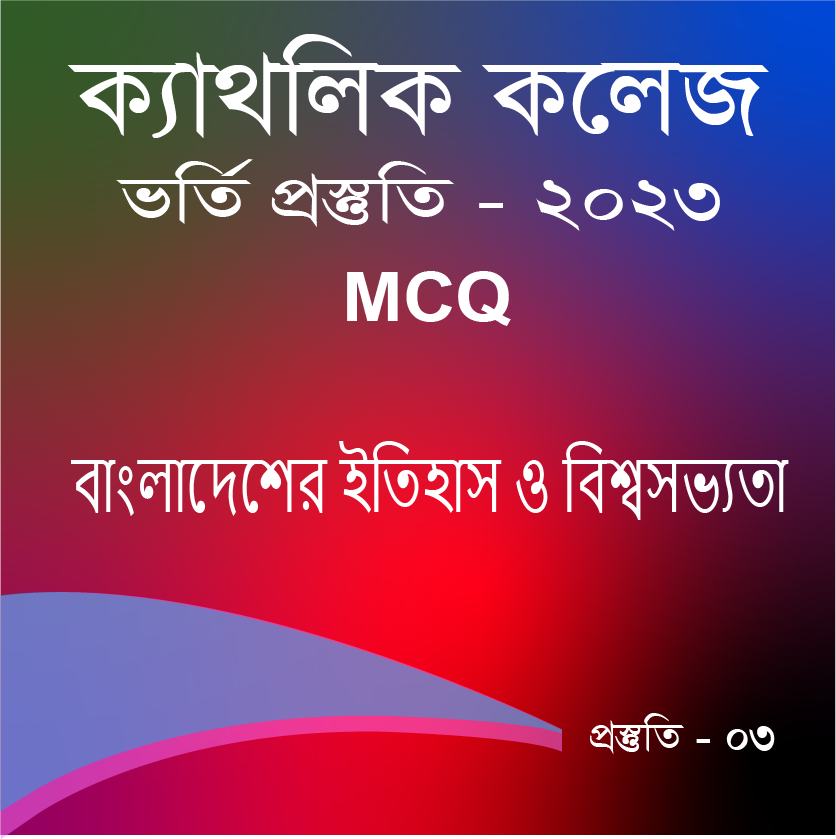 ক্যাথলিক কলেজ
ভর্তি প্রস্তুতি - ২০২৩
MCQ
বাংলাদেশের ইতিহাস ও বিশ্বসভ্যতা
প্রস্তুতি - ০৩